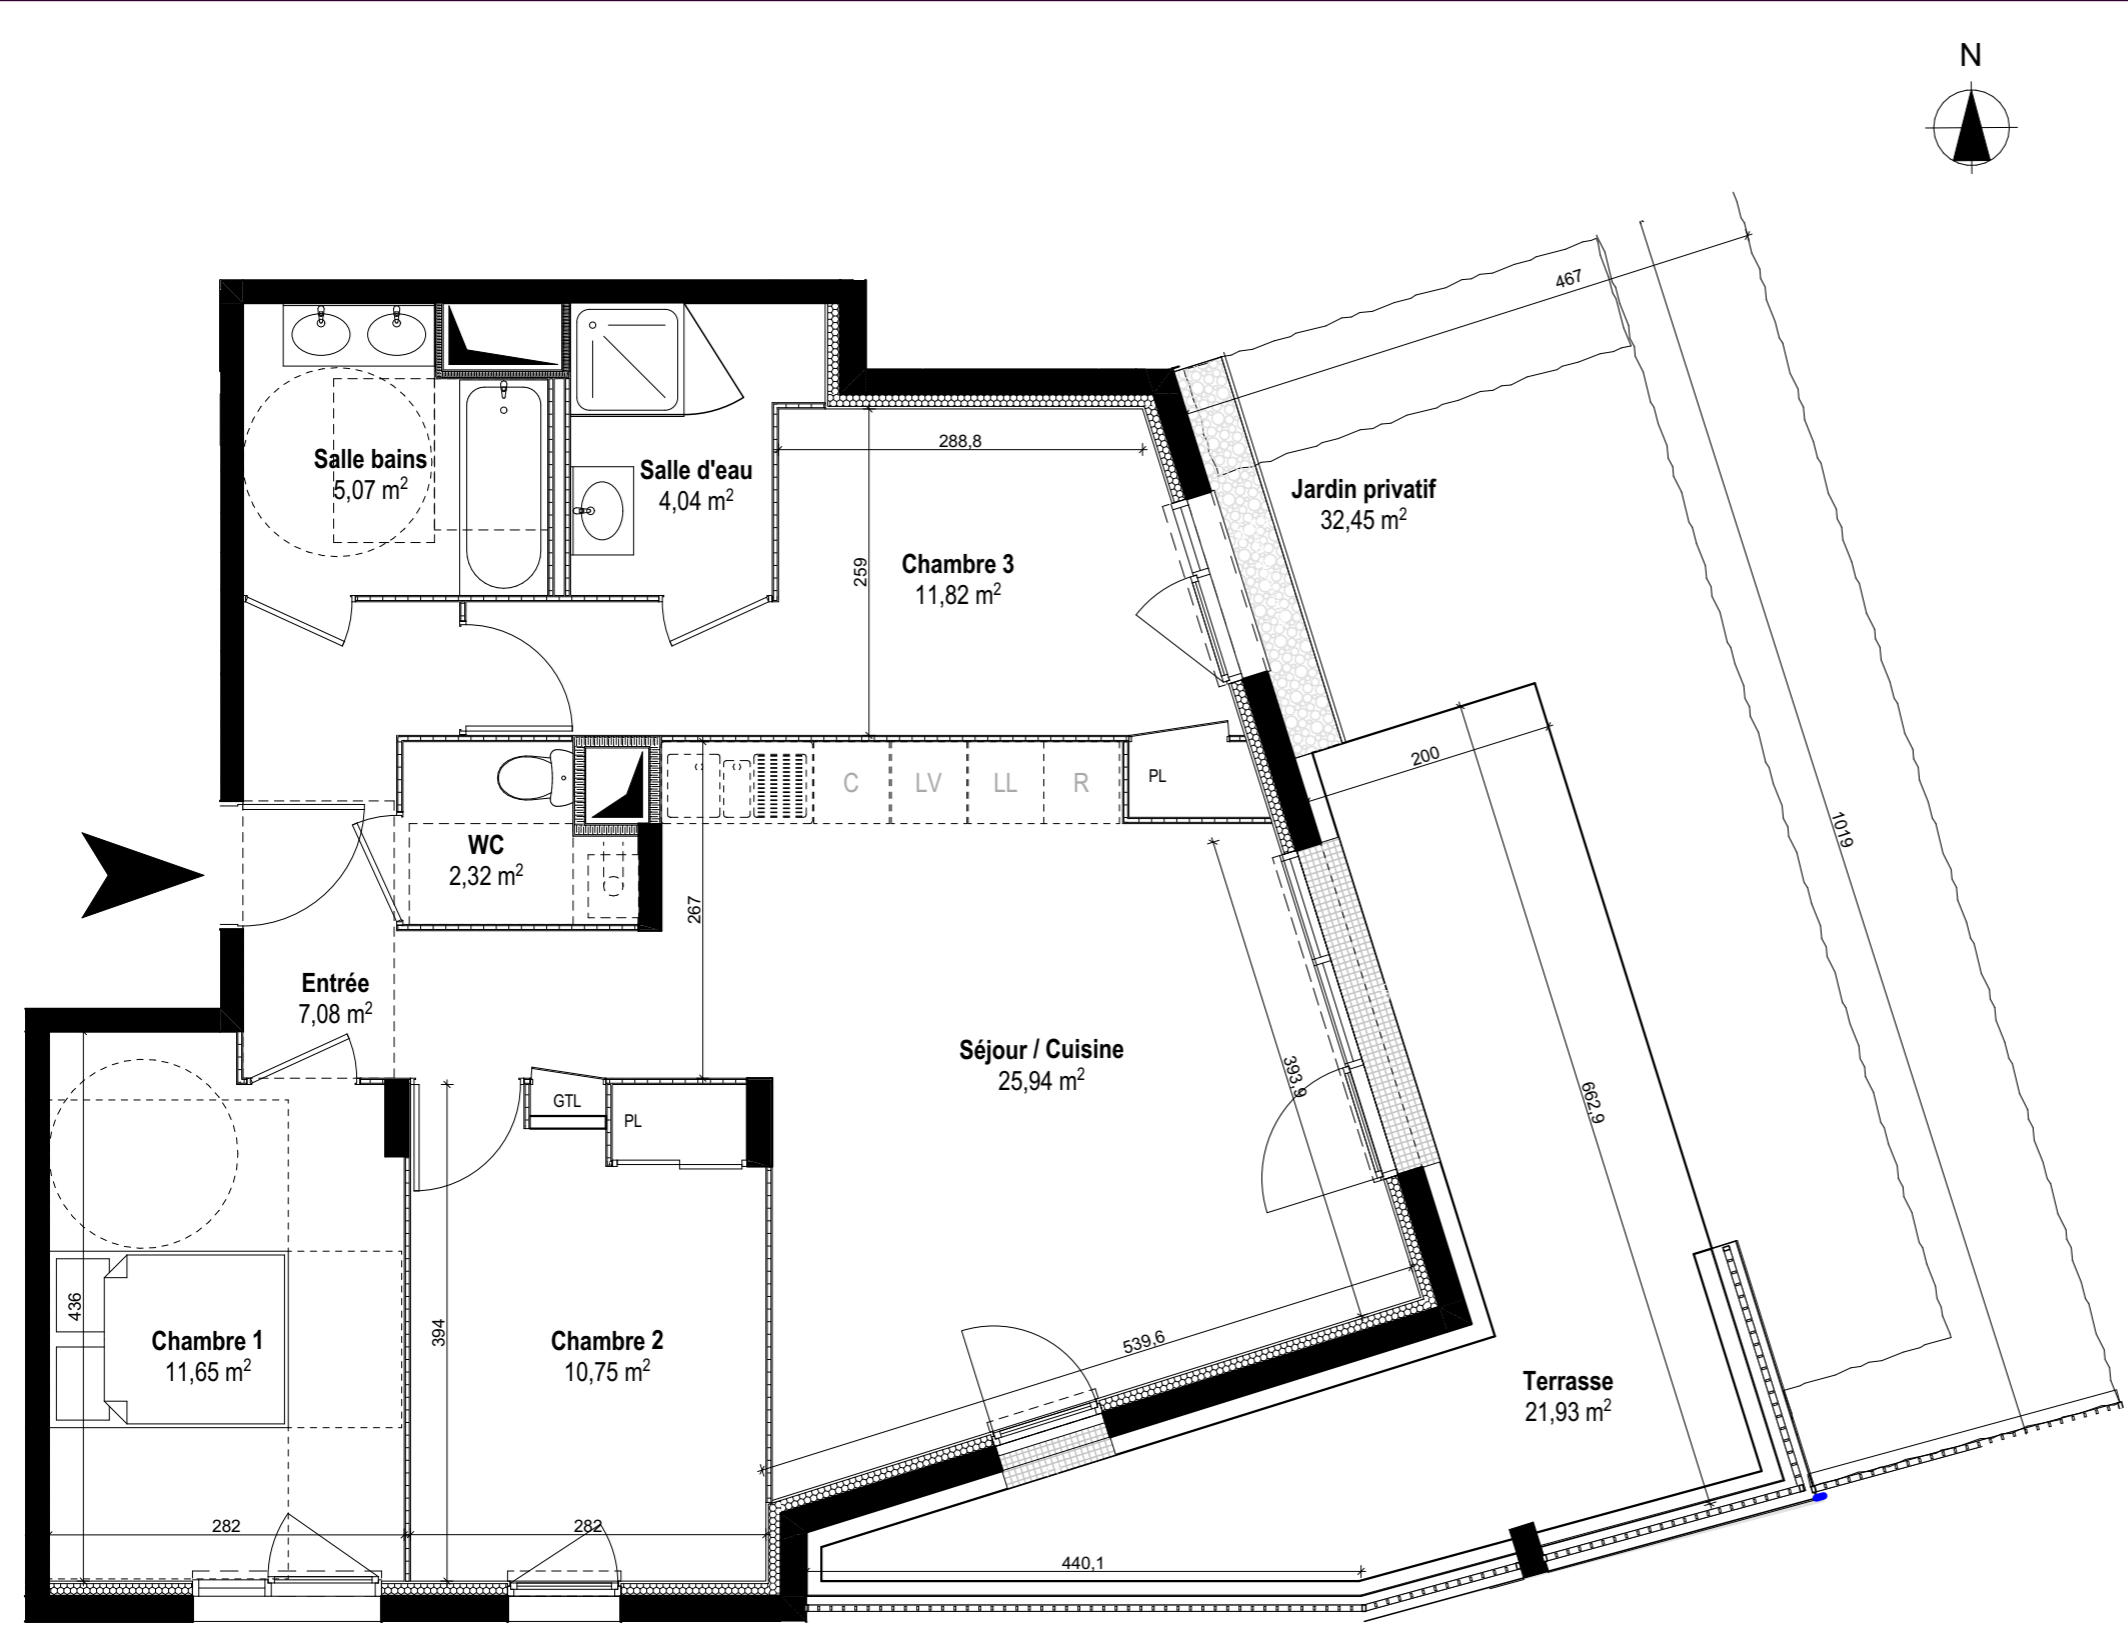 N
467
288,8
Salle bains
5,07 m²
Salle d'eau
4,04 m²
Jardin privatif
32,45 m²
Chambre 3
11,82 m²
259
C
LV
LL
R
PL
200
1019
WC
2,32 m²
267
Entrée
7,08 m²
Séjour / Cuisine
25,94 m²
393,9
662,9
GTL
PL
436
394
Chambre 1
11,65 m²
Chambre 2
10,75 m²
539,6
Terrasse
21,93 m²
282
282
440,1